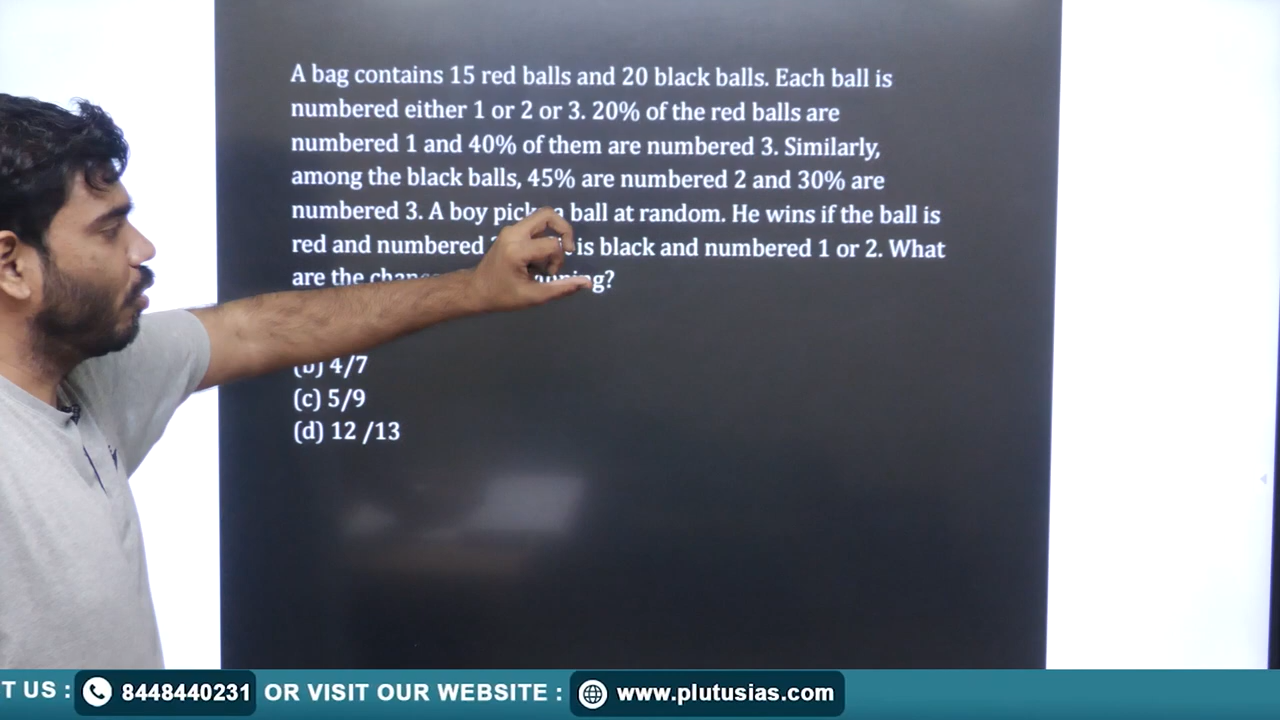 A bag contains 15 red balls and 20 black balls. Each ball is
numbered either 1 or 2 or 3. 20% of the red balls are
numbered 1 and 40% of them are numbered 3. Similarly,
among the black balls, 45% are numbered 2 and 30% are
numbered 3. A boy picks a ball at random. He wins if the ball is
red and numbered is black and numbered 1 or 2. What
are the
(b) 4/7
(c) 5/9
(d) 12 /13
T US : 8448440231 OR VISIT OUR WEBSITE : www.plutusias.com